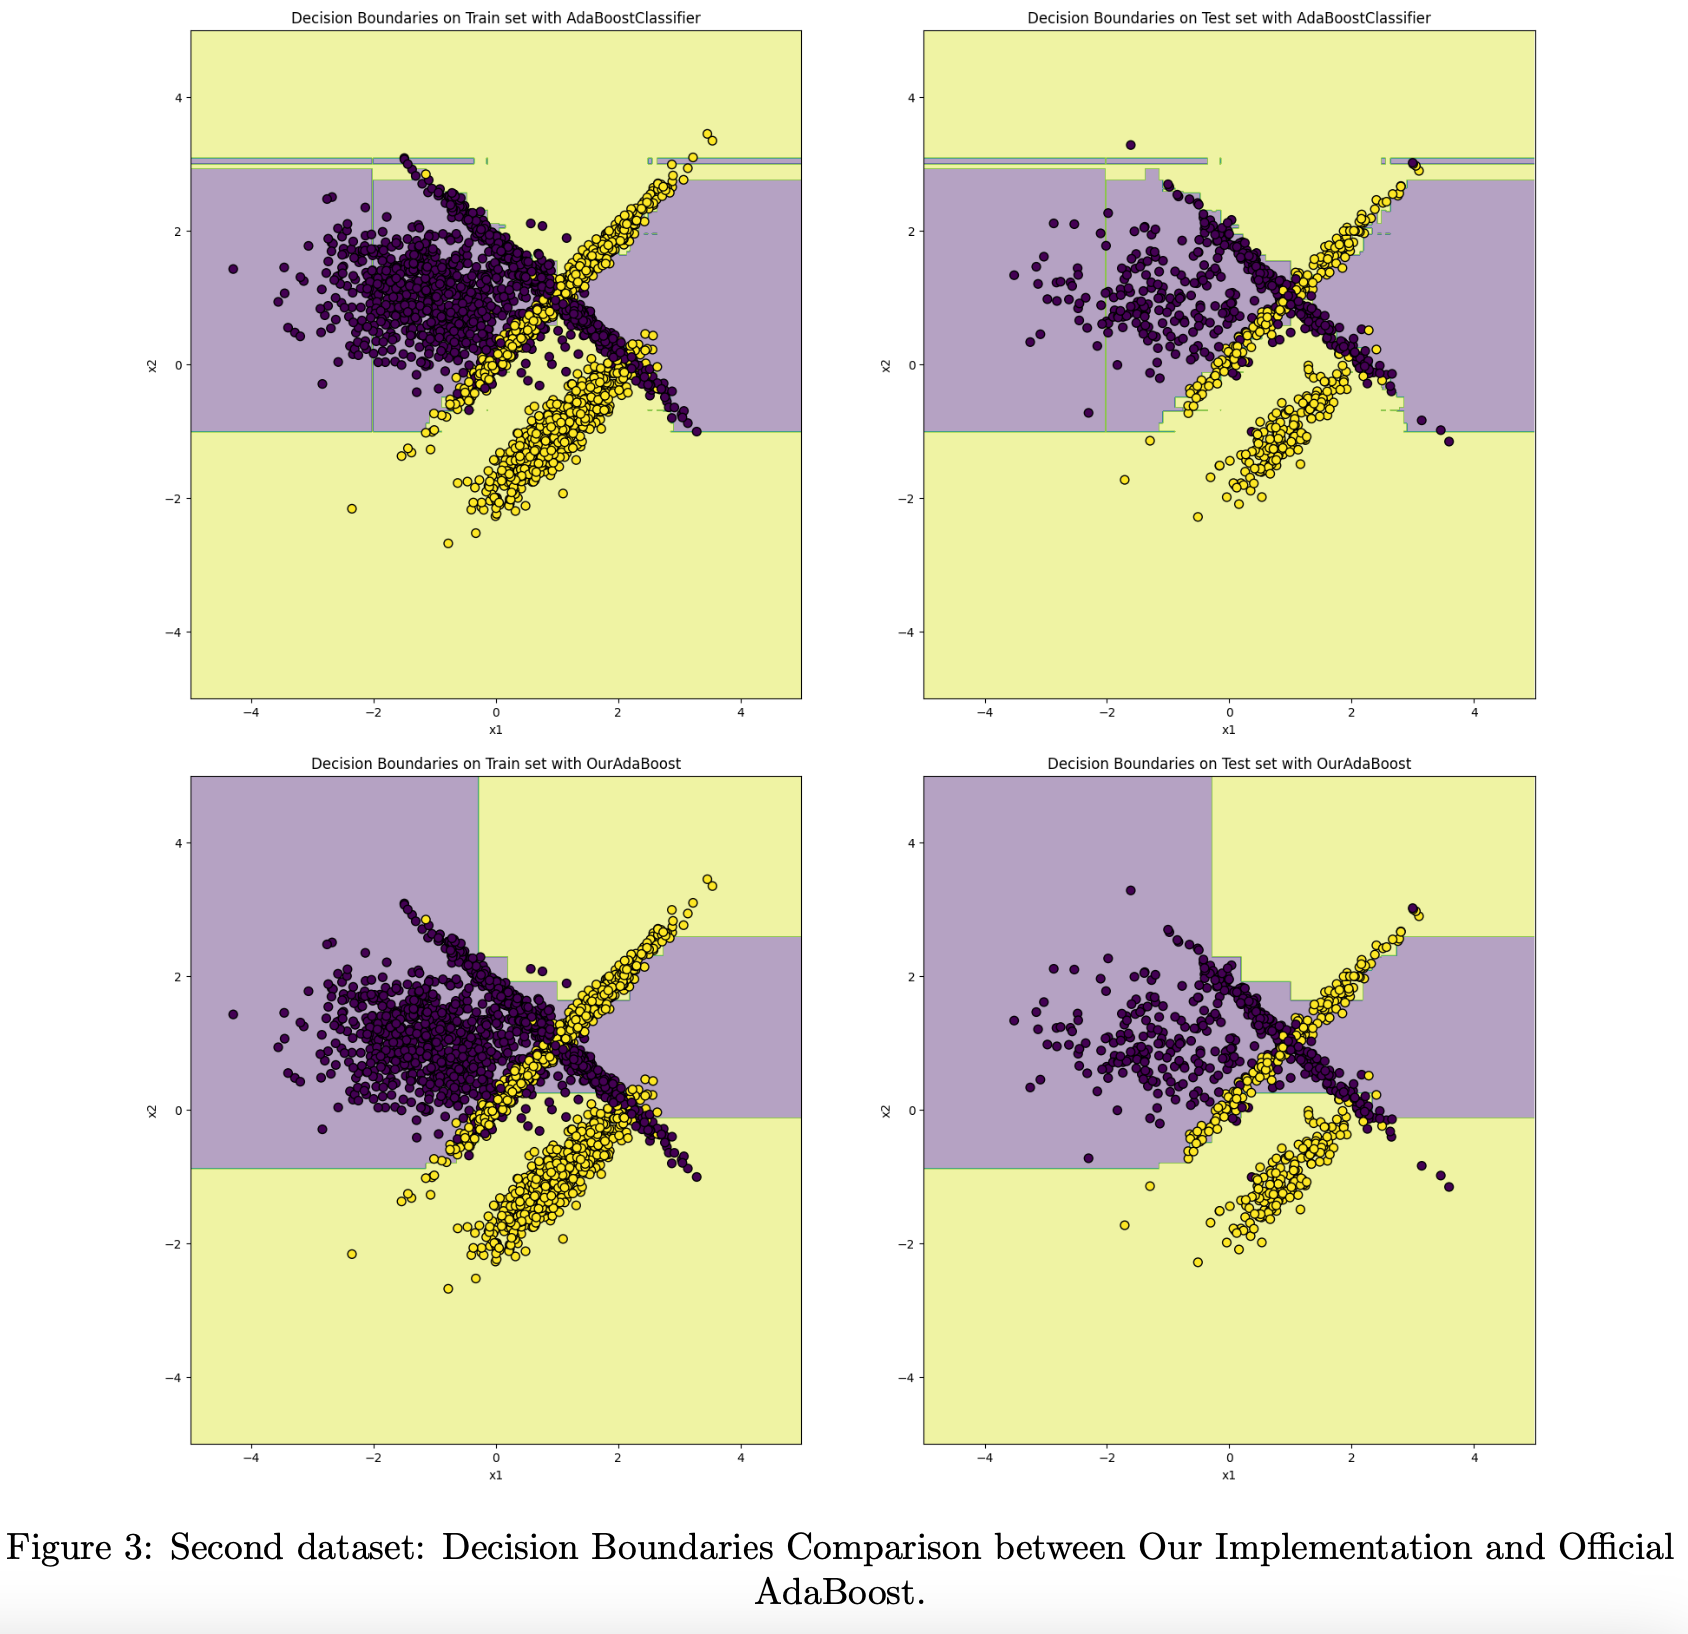 Decision Boundaries on Train set with AdaBoostClassifier
4
2
0
−2
−4
x2
−4 −2 0 2 4
x1
Decision Boundaries on Test set with AdaBoostClassifier
4
2
0
−2
−4
x2
−4 −2 0 2 4
x1
Decision Boundaries on Train set with OurAdaBoost
4
2
0
−2
−4
x2
−4 −2 0 2 4
x1
Decision Boundaries on Test set with OurAdaBoost
4
2
0
−2
−4
x2
−4 −2 0 2 4
x1
Figure 3: Second dataset: Decision Boundaries Comparison between Our Implementation and Official
AdaBoost.